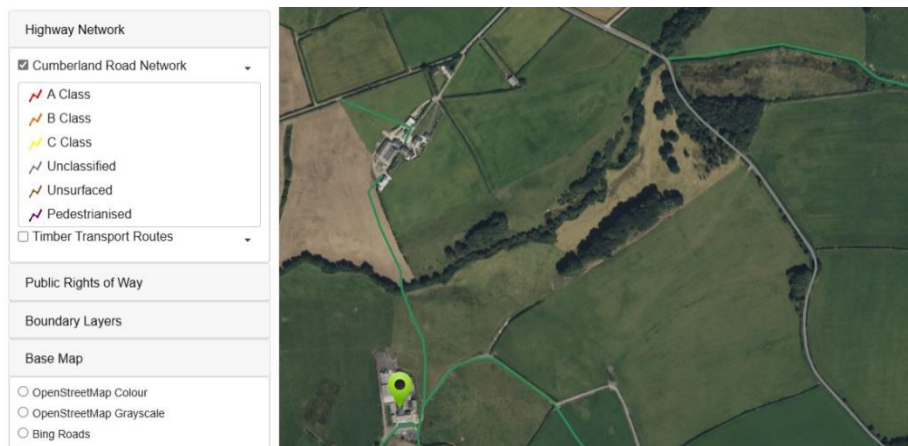 Highway Network
Cumberland Road Network
A Class
B Class
C Class
Unclassified
Unsurfaced
Pedestrianised
Timber Transport Routes
Public Rights of Way
Boundary Layers
Base Map
OpenStreetMap Colour
OpenStreetMap Grayscale
Bing Roads